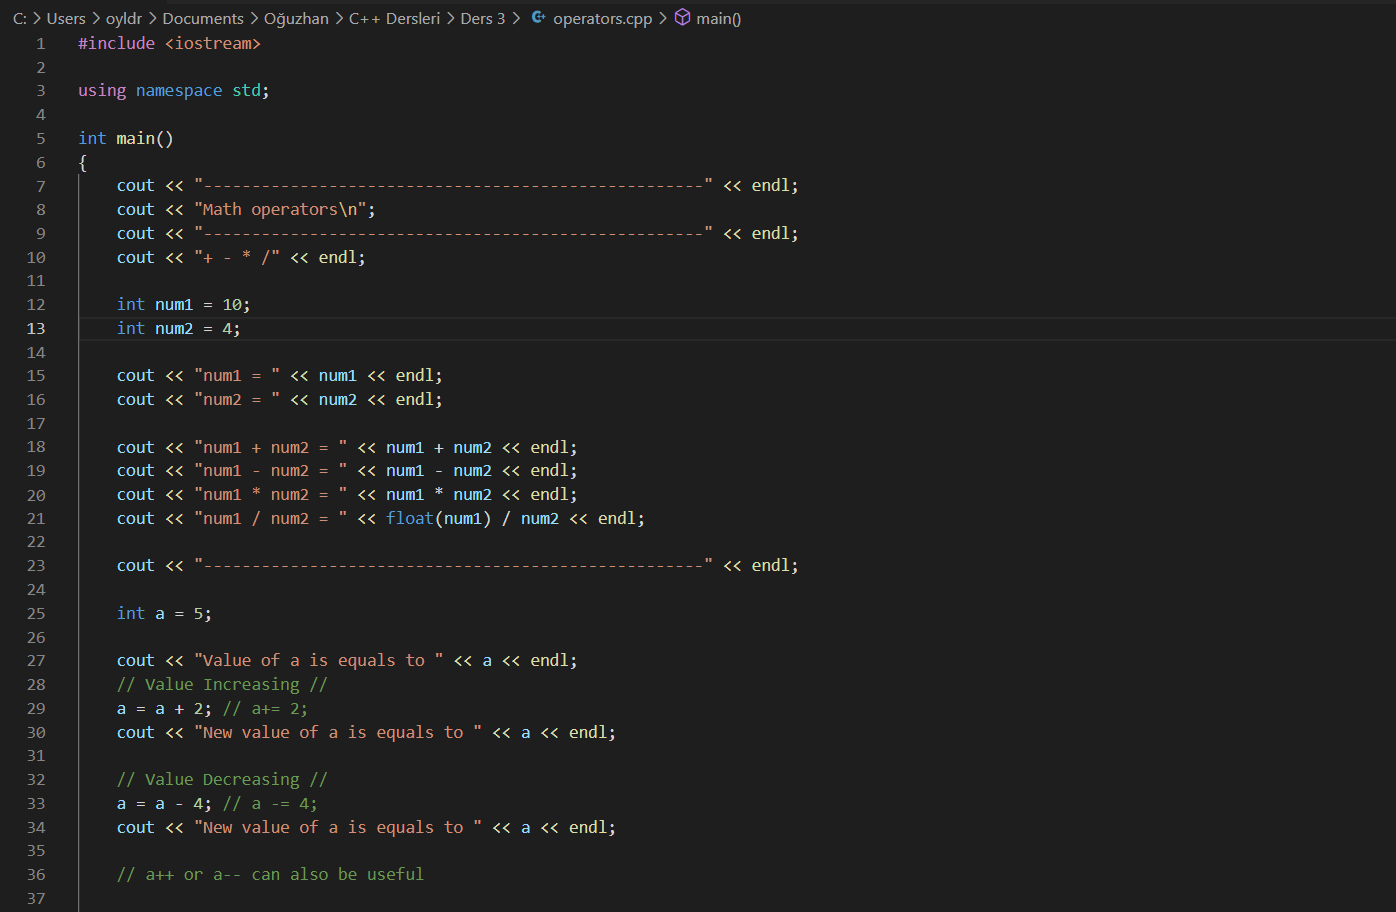 C: > Users > oyldr > Documents > Oğuzhan > C++ Dersleri > Ders 3 > operators.cpp > main()
1 #include <iostream>
2
3 using namespace std;
4
5 int main()
6 {
7 cout << "----------------------------------------------------" << endl;
8 cout << "Math operators\n";
9 cout << "----------------------------------------------------" << endl;
10 cout << "+ - * /" << endl;
11
12 int num1 = 10;
13 int num2 = 4;
14
15 cout << "num1 = " << num1 << endl;
16 cout << "num2 = " << num2 << endl;
17
18 cout << "num1 + num2 = " << num1 + num2 << endl;
19 cout << "num1 - num2 = " << num1 - num2 << endl;
20 cout << "num1 * num2 = " << num1 * num2 << endl;
21 cout << "num1 / num2 = " << float(num1) / num2 << endl;
22
23 cout << "----------------------------------------------------" << endl;
24
25 int a = 5;
26
27 cout << "Value of a is equals to " << a << endl;
28 // Value Increasing //
29 a = a + 2; // a+= 2;
30 cout << "New value of a is equals to " << a << endl;
31
32 // Value Decreasing //
33 a = a - 4; // a -= 4;
34 cout << "New value of a is equals to " << a << endl;
35
36 // a++ or a-- can also be useful
37